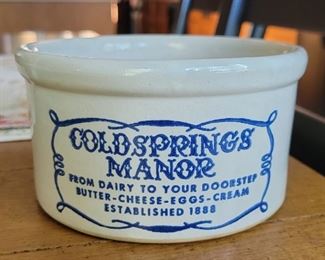 COLDSPRINGS
MANOR
FROM DAIRY TO YOUR DOORSTEP
BUTTER-CHEESE-EGGS-CREAM
ESTABLISHED 1888